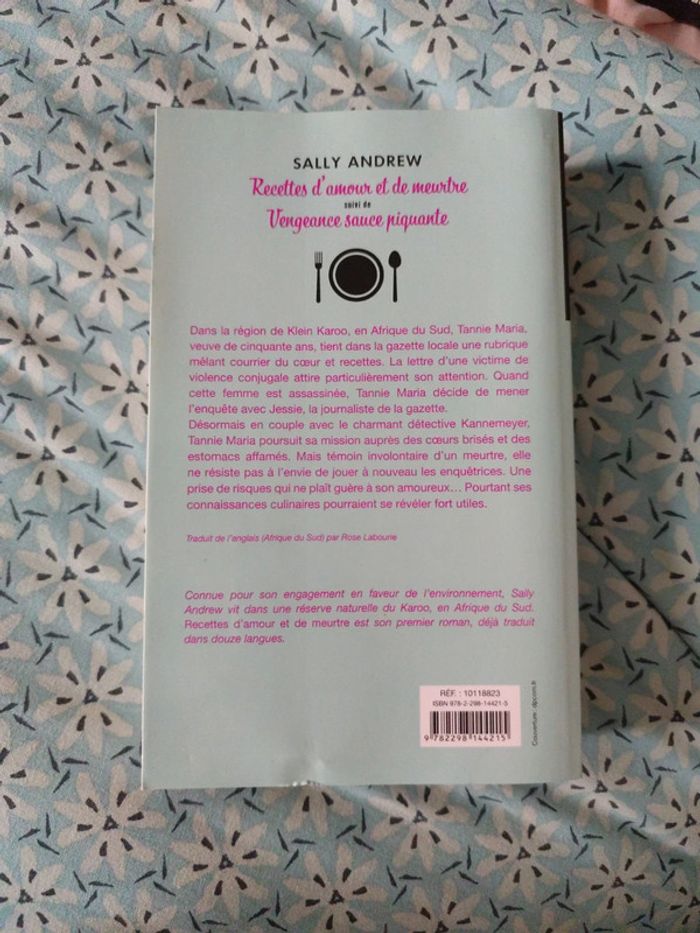 SALLY ANDREW
Recettes d'amour et de meurtre
suivi de
Vengeance sauce piquante
Dans la région de Klein Karoo, en Afrique du Sud, Tannie Maria,
veuve de cinquante ans, tient dans la gazette locale une rubrique
mêlant courrier du cœur et recettes. La lettre d'une victime de
violence conjugale attire particulièrement son attention. Quand
cette femme est assassinée, Tannie Maria décide de mener
l'enquête avec Jessie, la journaliste de la gazette.
Désormais en couple avec le charmant détective Kannemeyer,
Tannie Maria poursuit sa mission auprès des cœurs brisés et des
estomacs affamés. Mais témoin involontaire d'un meurtre, elle
ne résiste pas à l'envie de jouer à nouveau les enquêtrices. Une
prise de risques qui ne plaît guère à son amoureux... Pourtant ses
connaissances culinaires pourraient se révéler fort utiles.
Traduit de l'anglais (Afrique du Sud) par Rose Labourie
Connue pour son engagement en faveur de l'environnement, Sally
Andrew vit dans une réserve naturelle du Karoo, en Afrique du Sud.
Recettes d'amour et de meurtre est son premier roman, déjà traduit
dans douze langues.
RÉF. : 10118823
ISBN 978-2-298-14421-5
9 782298 144215
Couverture : dpcom.fr